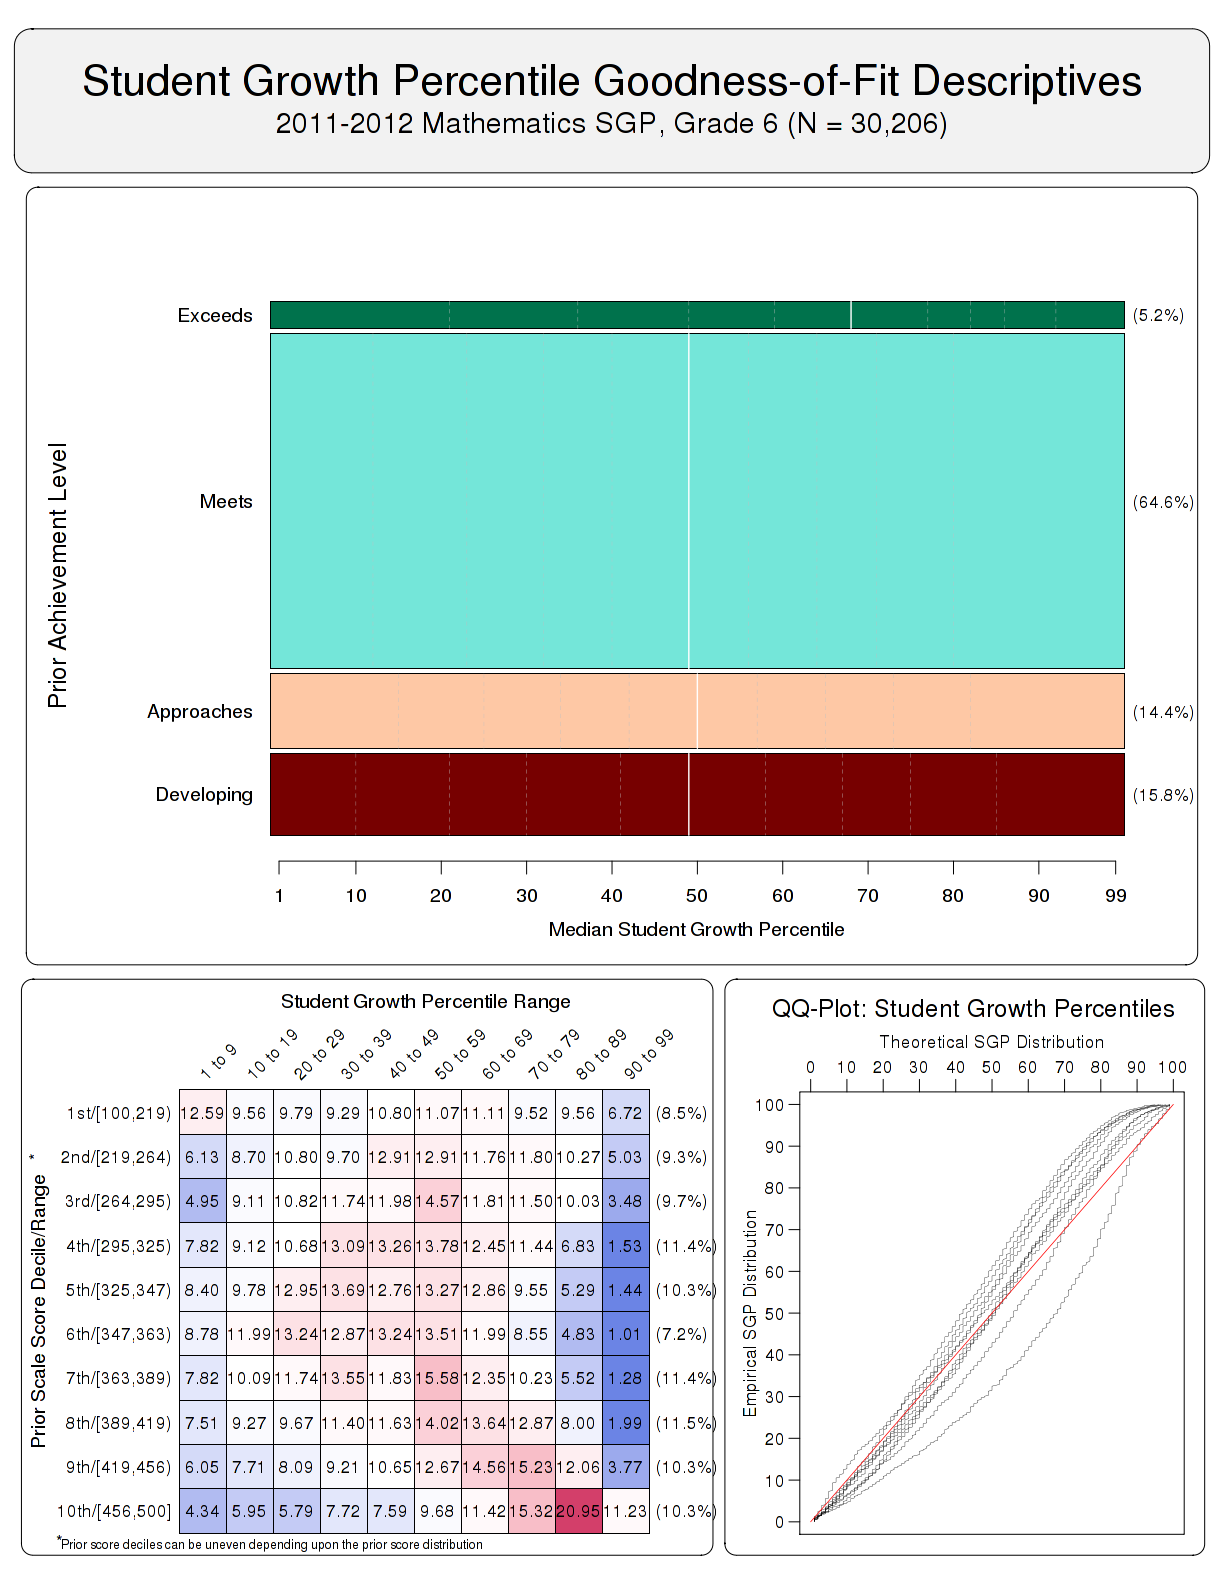 Student Growth Percentile Goodness-of-Fit Descriptives
2011-2012 Mathematics SGP, Grade 6 (N = 30,206)
Prior Achievement Level
Exceeds (5.2%)
Meets (64.6%)
Approaches (14.4%)
Developing (15.8%)
1 10 20 30 40 50 60 70 80 90 99
Median Student Growth Percentile
Student Growth Percentile Range
1 to 9 10 to 19 20 to 29 30 to 39 40 to 49 50 to 59 60 to 69 70 to 79 80 to 89 90 to 99
Prior Scale Score Decile/Range *
1st/[100,219) 12.59 9.56 9.79 9.29 10.80 11.07 11.11 9.52 9.56 6.72 (8.5%)
2nd/[219,264) 6.13 8.70 10.80 9.70 12.91 12.91 11.76 11.80 10.27 5.03 (9.3%)
3rd/[264,295) 4.95 9.11 10.82 11.74 11.98 14.57 11.81 11.50 10.03 3.48 (9.7%)
4th/[295,325) 7.82 9.12 10.68 13.09 13.26 13.78 12.45 11.44 6.83 1.53 (11.4%)
5th/[325,347) 8.40 9.78 12.95 13.69 12.76 13.27 12.86 9.55 5.29 1.44 (10.3%)
6th/[347,363) 8.78 11.99 13.24 12.87 13.24 13.51 11.99 8.55 4.83 1.01 (7.2%)
7th/[363,389) 7.82 10.09 11.74 13.55 11.83 15.58 12.35 10.23 5.52 1.28 (11.4%)
8th/[389,419) 7.51 9.27 9.67 11.40 11.63 14.02 13.64 12.87 8.00 1.99 (11.5%)
9th/[419,456) 6.05 7.71 8.09 9.21 10.65 12.67 14.56 15.23 12.06 3.77 (10.3%)
10th/[456,500] 4.34 5.95 5.79 7.72 7.59 9.68 11.42 15.32 20.95 11.23 (10.3%)
*Prior score deciles can be uneven depending upon the prior score distribution
QQ-Plot: Student Growth Percentiles
Theoretical SGP Distribution
0 10 20 30 40 50 60 70 80 90 100
Empirical SGP Distribution
100
90
80
70
60
50
40
30
20
10
0